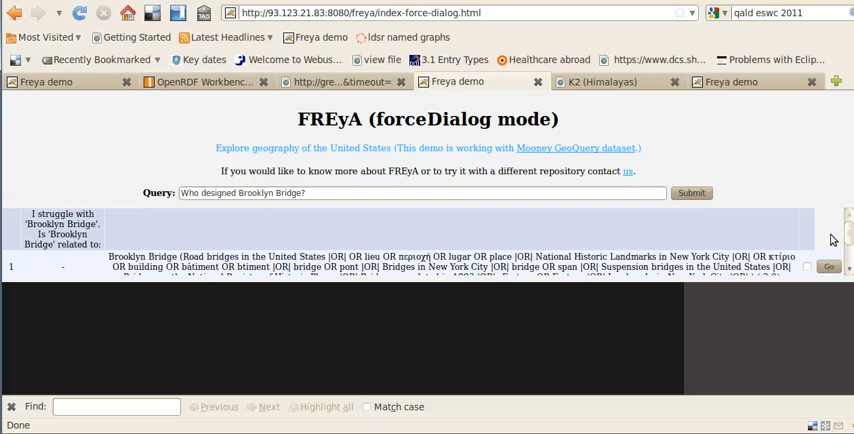 http://93.123.21.83:8080/freya/index-force-dialog.html
qald eswc 2011
Most Visited
Getting Started
Latest Headlines
Freya demo
ldsr named graphs
Recently Bookmarked
Key dates
Welcome to Webus...
view file
3.1 Entry Types
Healthcare abroad
https://www.dcs.sh...
Problems with Eclip...
Freya demo
OpenRDF Workbenc...
http://gre...&timeout=
Freya demo
K2 (Himalayas)
Freya demo
FREyA (forceDialog mode)
Explore geography of the United States (This demo is working with Mooney GeoQuery dataset.)
If you would like to know more about FREyA or to try it with a different repository contact us.
Query: Who designed Brooklyn Bridge? Submit
I struggle with
'Brooklyn Bridge'.
Is 'Brooklyn
Bridge' related to:
1 -
Brooklyn Bridge (Road bridges in the United States |OR| OR lieu OR περιοχή OR lugar OR place |OR| National Historic Landmarks in New York City |OR| OR κτίριο
OR building OR bâtiment OR btiment |OR| bridge OR pont |OR| Bridges in New York City |OR| bridge OR span |OR| Suspension bridges in the United States |OR|
Go
Find:
Previous
Next
Highlight all
Match case
Done